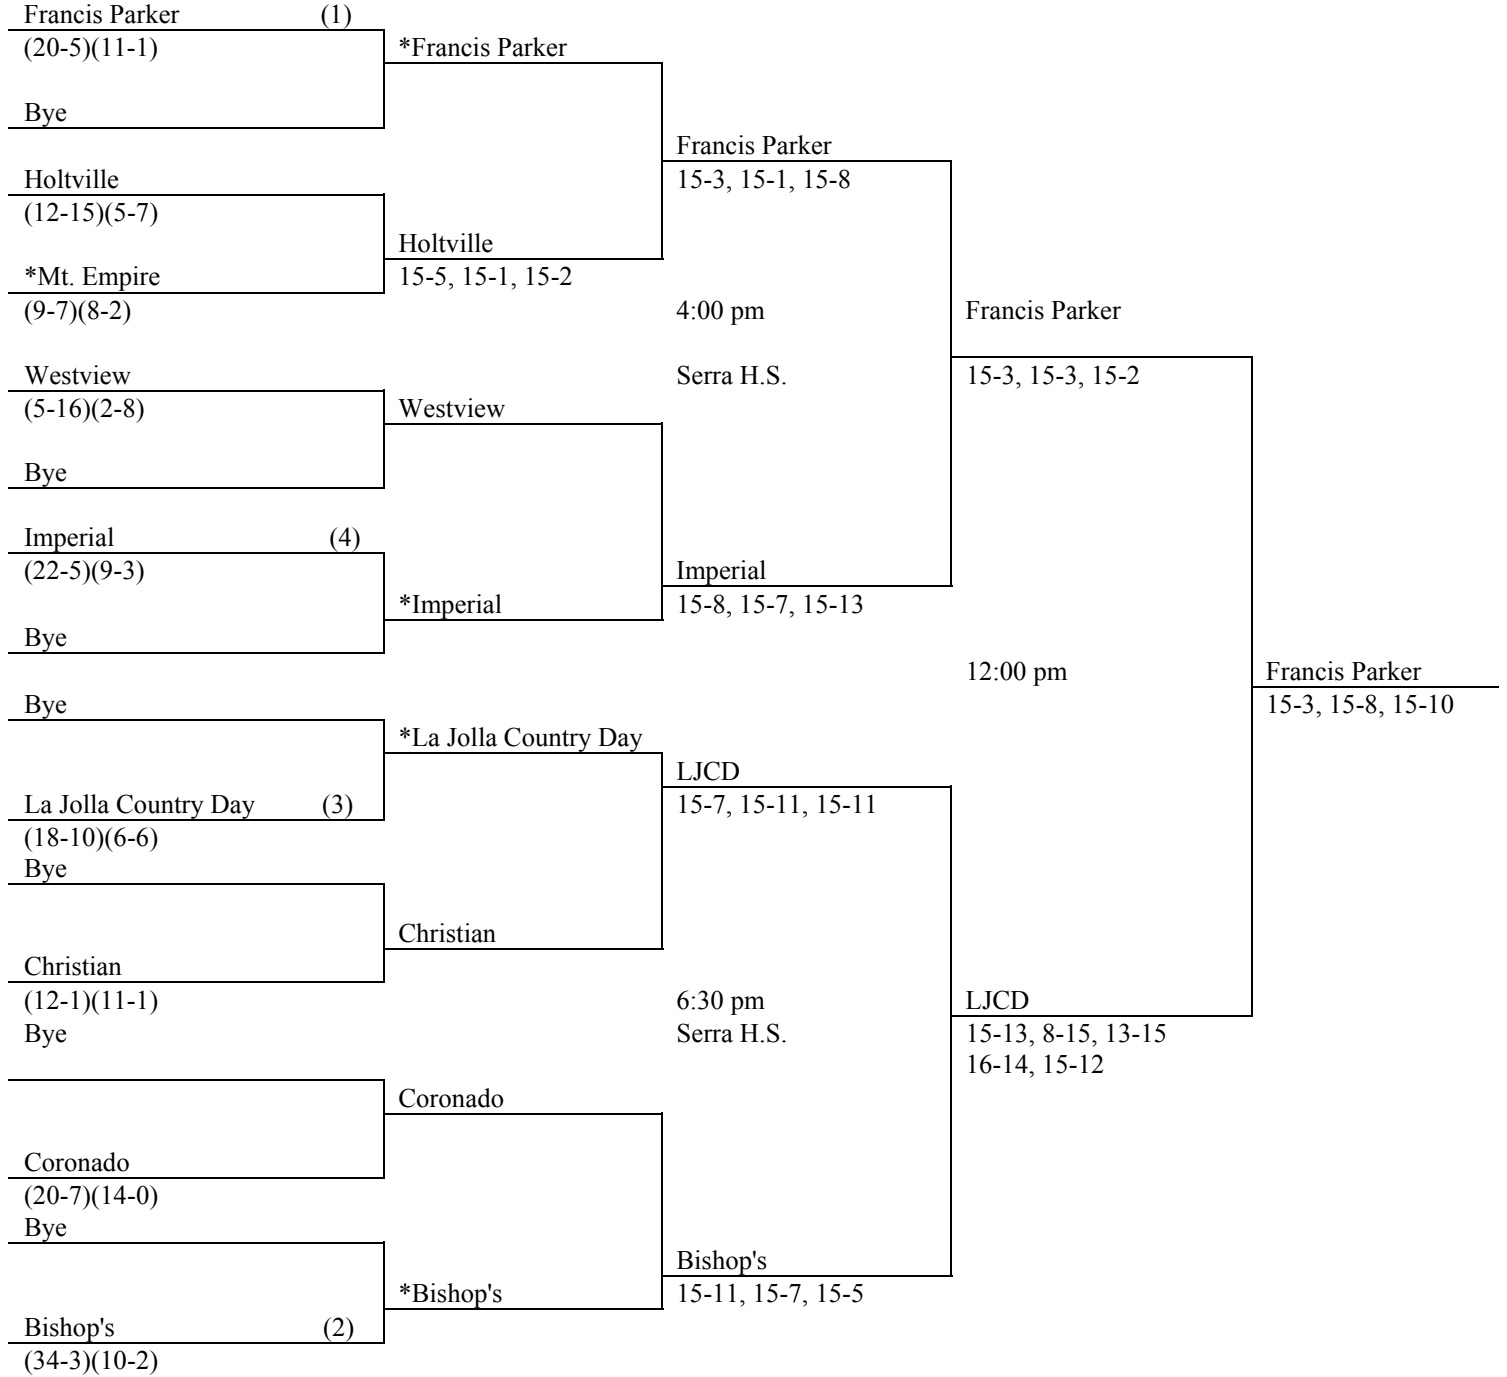 Francis Parker (1)
(20-5)(11-1)
*Francis Parker
Bye
Francis Parker
Holtville
15-3, 15-1, 15-8
(12-15)(5-7)
Holtville
*Mt. Empire
15-5, 15-1, 15-2
(9-7)(8-2)
4:00 pm
Francis Parker
Westview
Serra H.S.
15-3, 15-3, 15-2
(5-16)(2-8)
Westview
Bye
Imperial (4)
(22-5)(9-3)
Imperial
*Imperial
15-8, 15-7, 15-13
Bye
12:00 pm
Francis Parker
Bye
15-3, 15-8, 15-10
*La Jolla Country Day
LJCD
La Jolla Country Day (3)
15-7, 15-11, 15-11
(18-10)(6-6)
Bye
Christian
Christian
(12-1)(11-1)
6:30 pm
LJCD
Bye
Serra H.S.
15-13, 8-15, 13-15
16-14, 15-12
Coronado
Coronado
(20-7)(14-0)
Bye
Bishop's
*Bishop's
15-11, 15-7, 15-5
Bishop's (2)
(34-3)(10-2)